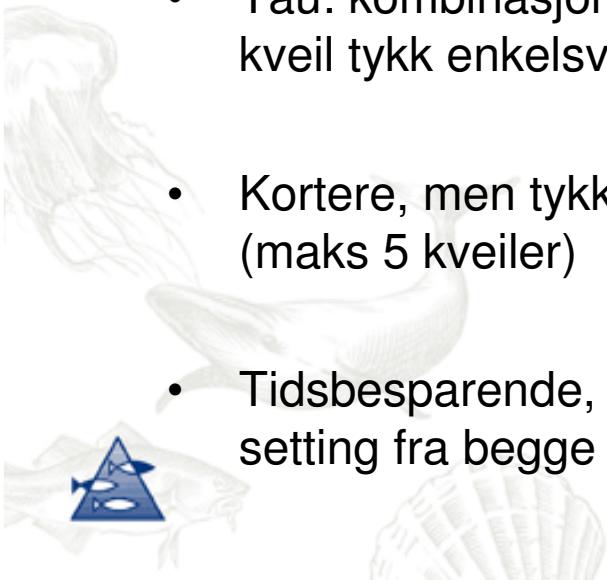 • Tau: kombinasjon
kveil tykk enkelsv
• Kortere, men tykk
(maks 5 kveiler)
• Tidsbesparende,
setting fra begge